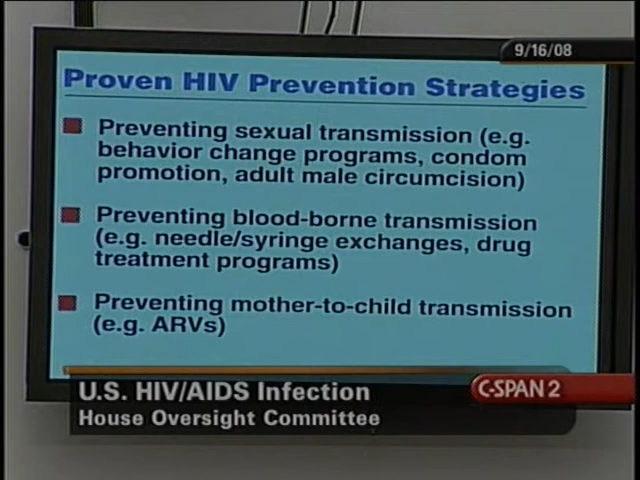 9/16/08
Proven HIV Prevention Strategies
Preventing sexual transmission (e.g.
behavior change programs, condom
promotion, adult male circumcision)
Preventing blood-borne transmission
(e.g. needle/syringe exchanges, drug
treatment programs)
Preventing mother-to-child transmission
(e.g. ARVs)
U.S. HIV/AIDS Infection
C-SPAN 2
House Oversight Committee